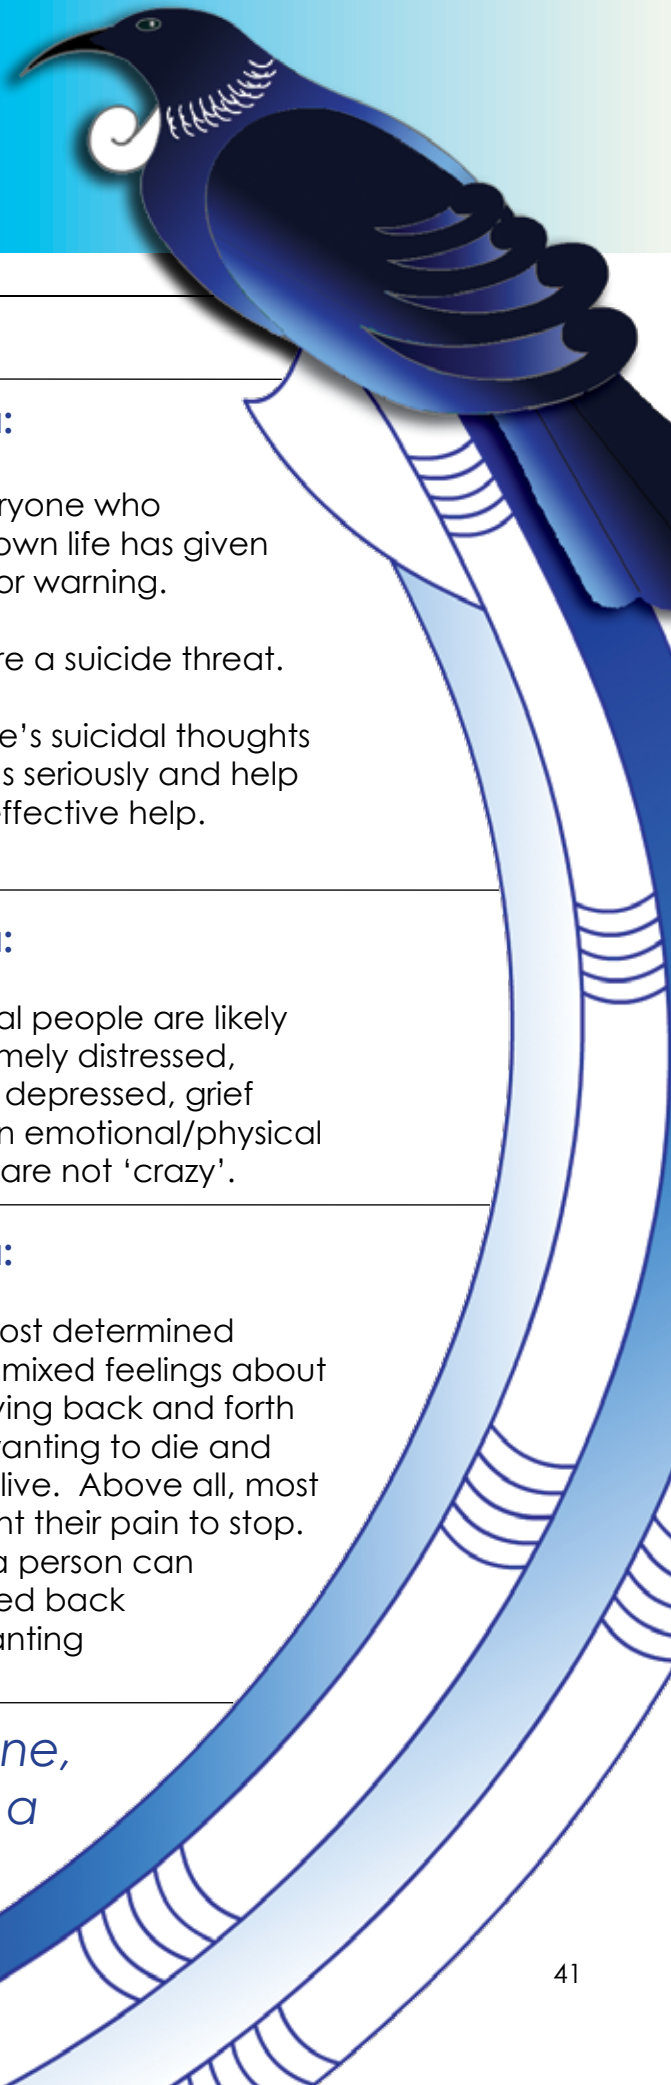 :
ryone who
own life has given
or warning.
re a suicide threat.
e's suicidal thoughts
s seriously and help
ffective help.
:
al people are likely
mely distressed,
depressed, grief
n emotional/physical
are not ‘crazy’.
:
ost determined
mixed feelings about
ving back and forth
anting to die and
live. Above all, most
nt their pain to stop.
a person can
ed back
anting
ne,
a
41